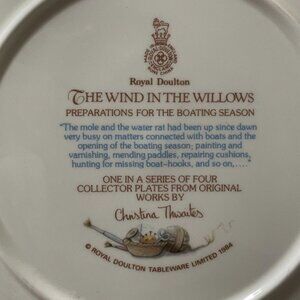 Royal Doulton
THE WIND IN THE WILLOWS
PREPARATIONS FOR THE BOATING SEASON
"The mole and the water rat had been up since dawn
very busy on matters connected with boats and the
opening of the boating season; painting and
varnishing, mending paddles, repairing cushions,
hunting for missing boat-hooks, and so on,....."
ONE IN A SERIES OF FOUR
COLLECTOR PLATES FROM ORIGINAL
WORKS BY
Christina Thwaites
© ROYAL DOULTON TABLEWARE LIMITED 1984